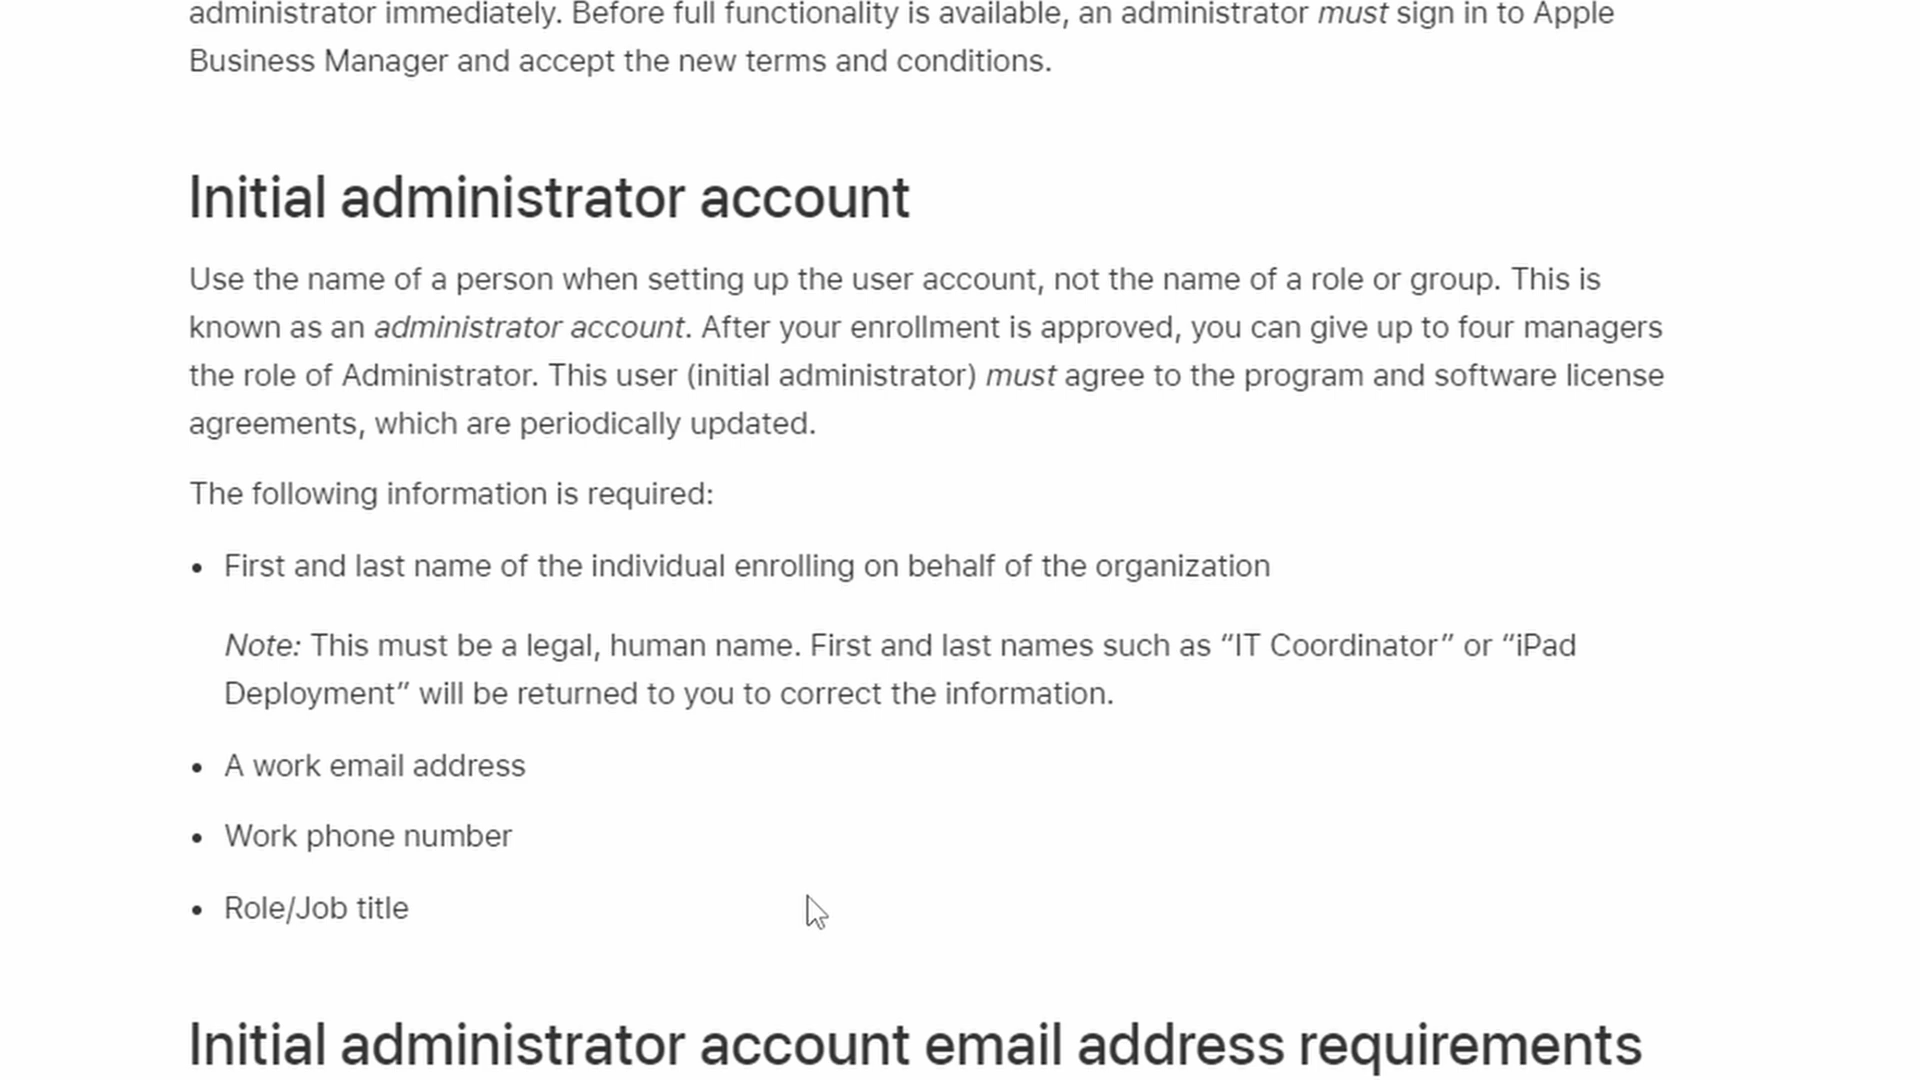 administrator immediately. Before full functionality is available, an administrator must sign in to Apple
Business Manager and accept the new terms and conditions.
Initial administrator account
Use the name of a person when setting up the user account, not the name of a role or group. This is
known as an administrator account. After your enrollment is approved, you can give up to four managers
the role of Administrator. This user (initial administrator) must agree to the program and software license
agreements, which are periodically updated.
The following information is required:
• First and last name of the individual enrolling on behalf of the organization
Note: This must be a legal, human name. First and last names such as “IT Coordinator” or “iPad
Deployment” will be returned to you to correct the information.
• A work email address
• Work phone number
• Role/Job title
Initial administrator account email address requirements